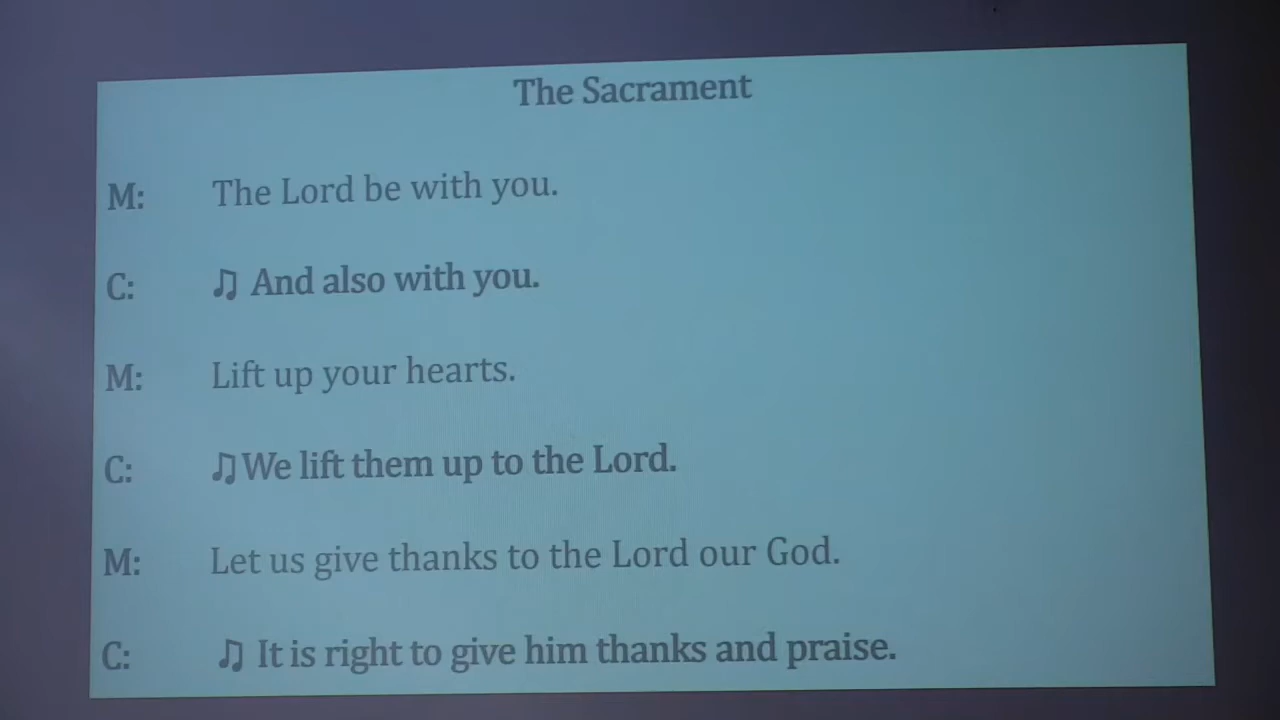 The Sacrament
M: The Lord be with you.
C: ♫ And also with you.
M: Lift up your hearts.
C: ♫ We lift them up to the Lord.
M: Let us give thanks to the Lord our God.
C: ♫ It is right to give him thanks and praise.